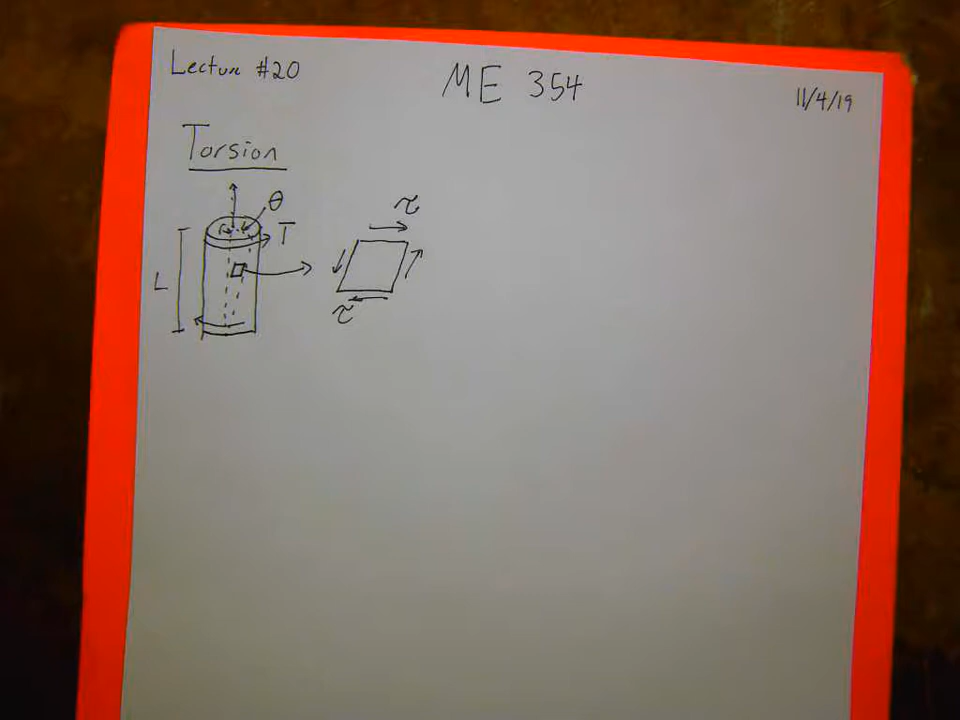 Lecture #20
ME 354
11/4/19
Torsion
θ
T
L
τ
τ